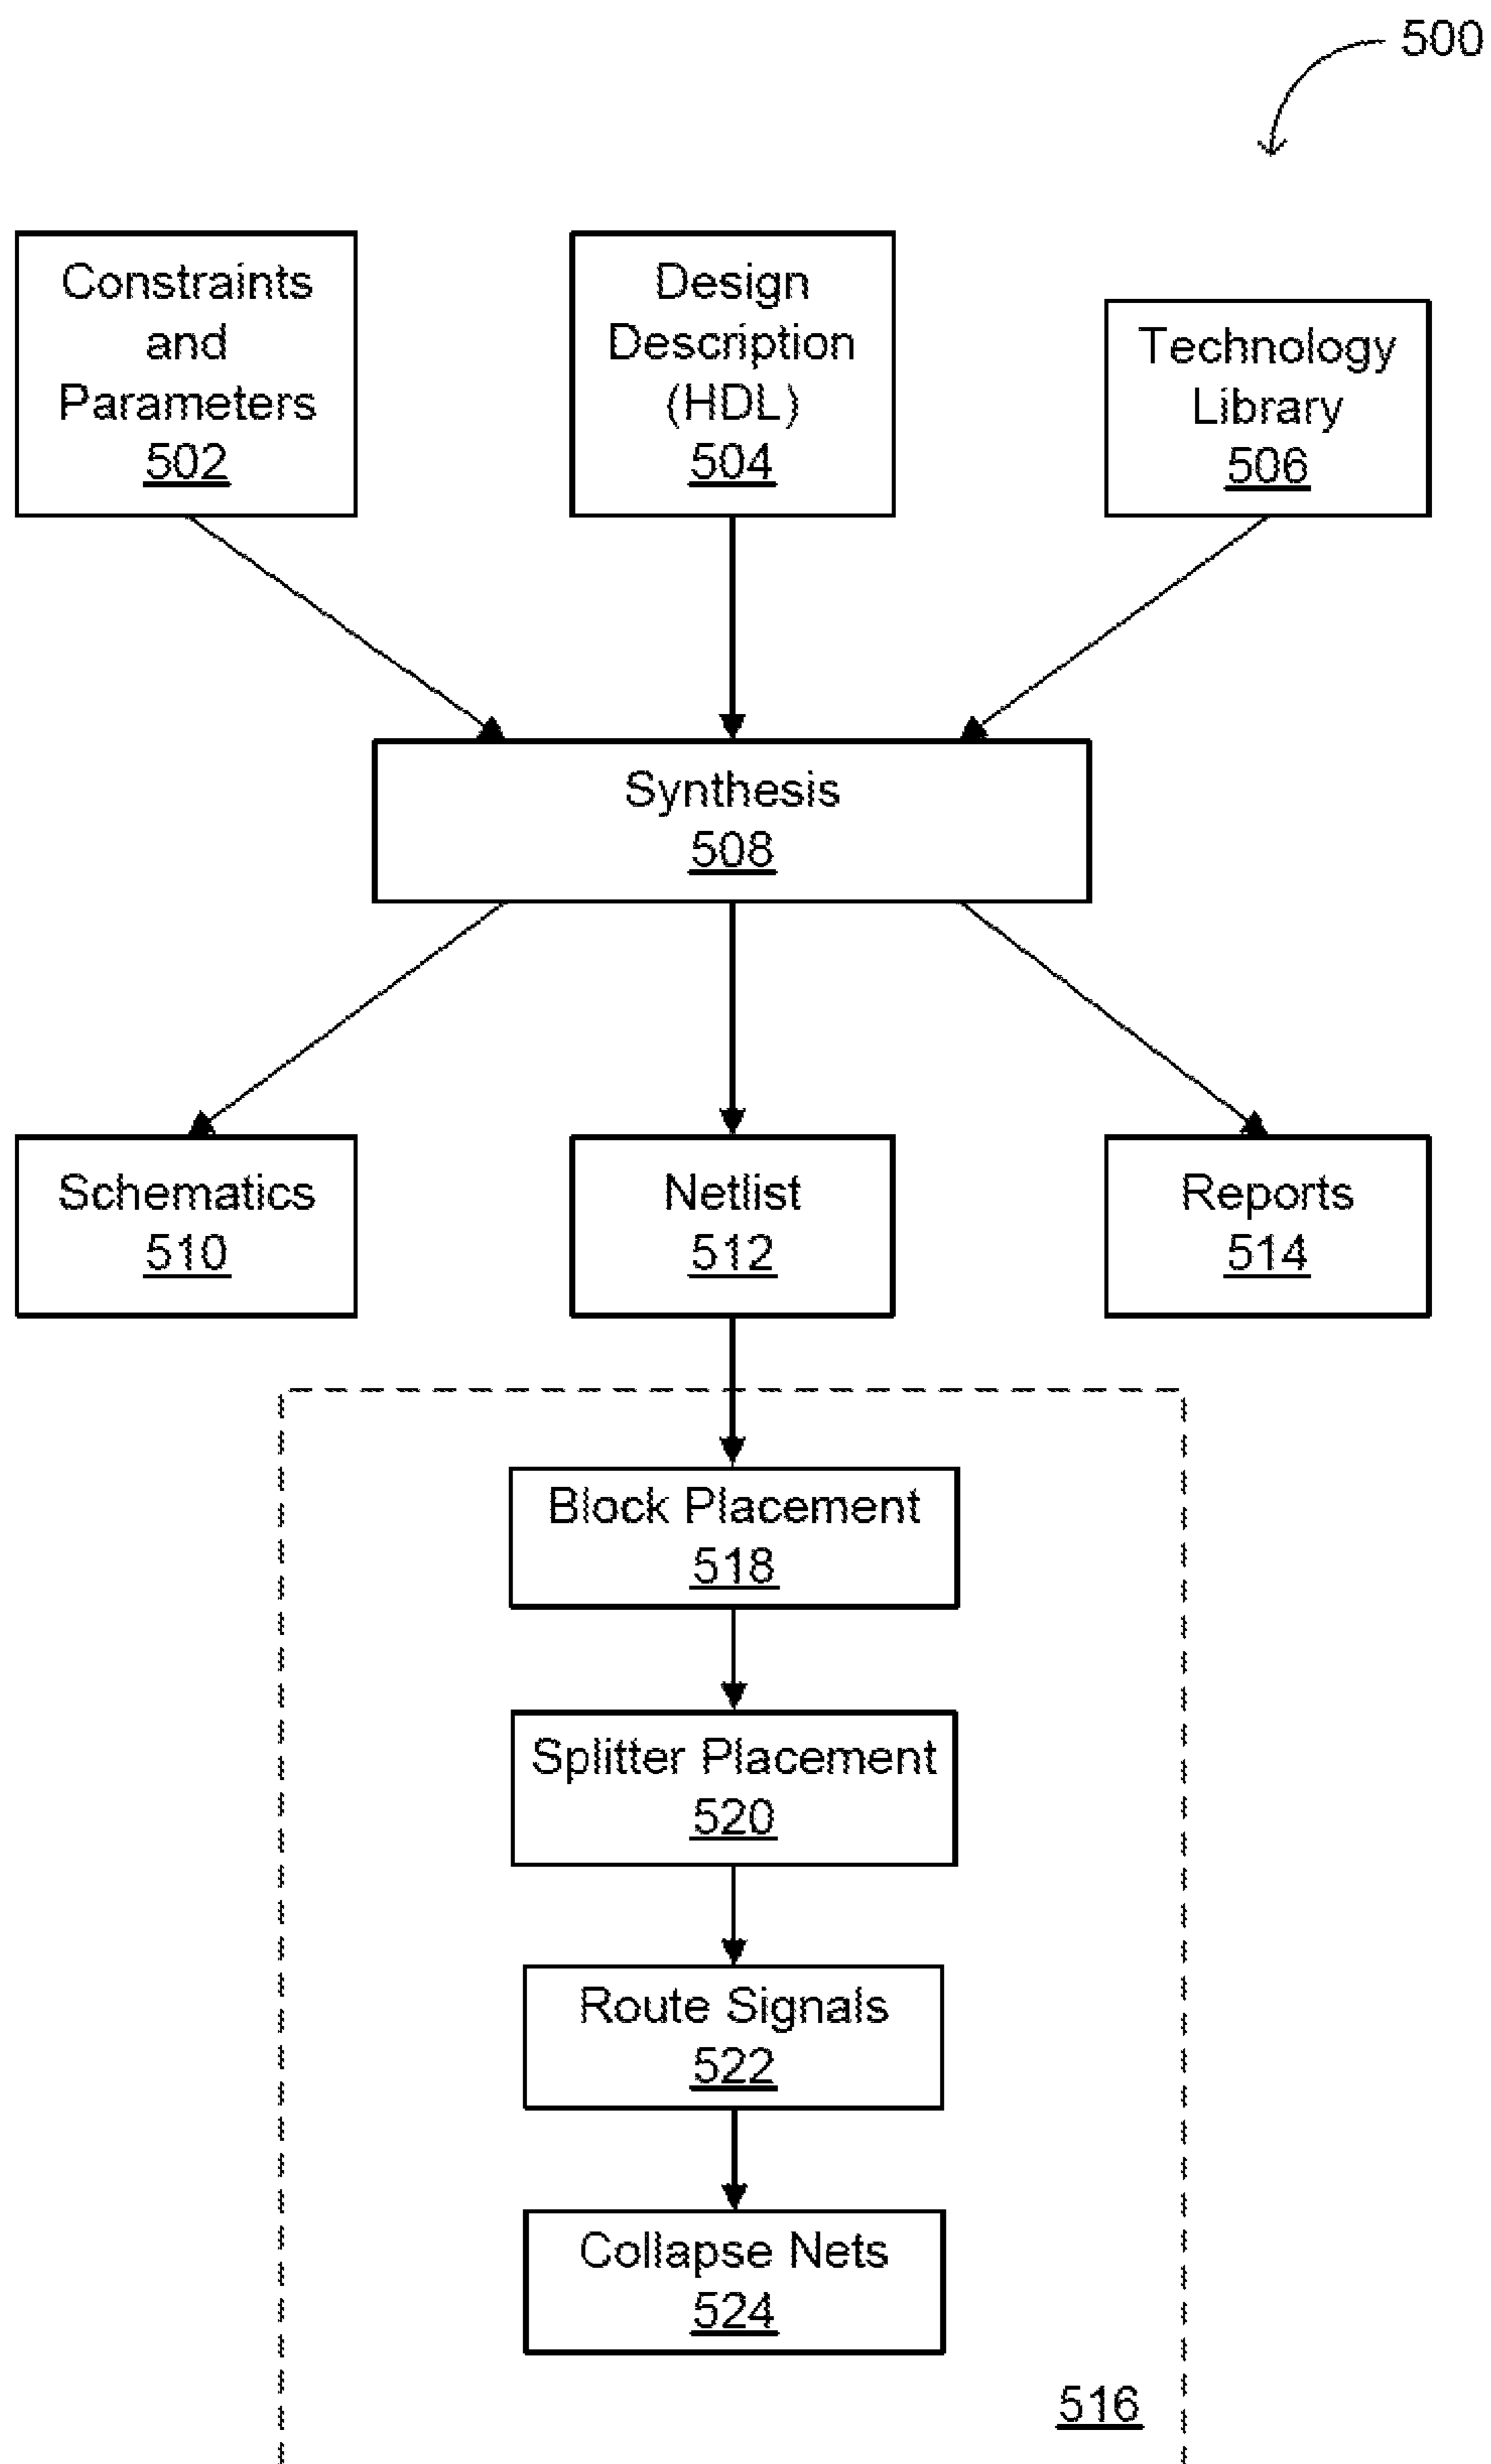 500
Constraints
and
Parameters
502
Design
Description
(HDL)
504
Technology
Library
506
Synthesis
508
Schematics
510
Netlist
512
Reports
514
Block Placement
518
Splitter Placement
520
Route Signals
522
Collapse Nets
524
516